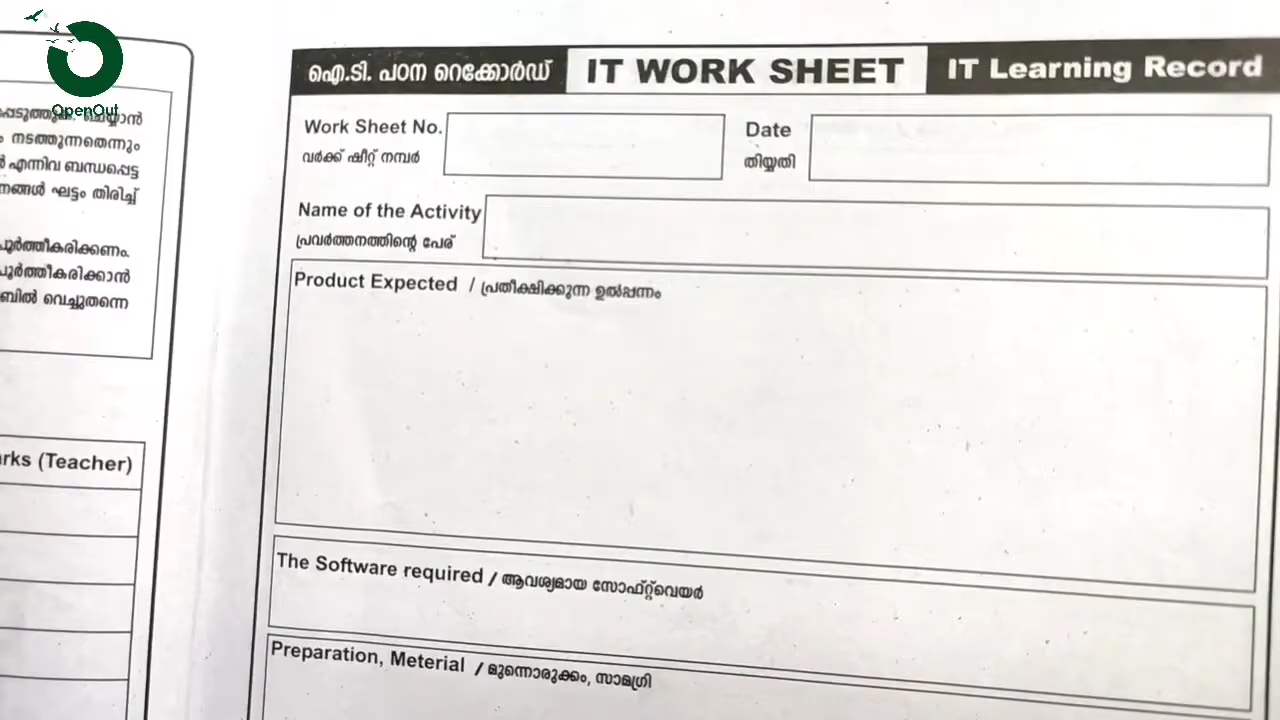 OpenOut
പ്പെടുത്തും. ചെയ്യാൻ
നടത്തുന്നതെന്നും
എന്നിവ ബന്ധപ്പെട്ട
ഘട്ടം തിരിച്ച്
പൂർത്തീകരിക്കണം.
പൂർത്തീകരിക്കാൻ
വെച്ചുതന്നെ
rks (Teacher)
ഐ.ടി. പഠന റെക്കോർഡ് IT WORK SHEET IT Learning Record
Work Sheet No. Date
വർക്ക് ഷീറ്റ് നമ്പർ തിയ്യതി
Name of the Activity
പ്രവർത്തനത്തിന്റെ പേര്
Product Expected / പ്രതീക്ഷിക്കുന്ന ഉൽപ്പന്നം
The Software required / ആവശ്യമായ സോഫ്റ്റ്‌വെയർ
Preparation, Meterial / മുന്നൊരുക്കം, സാമഗ്രി